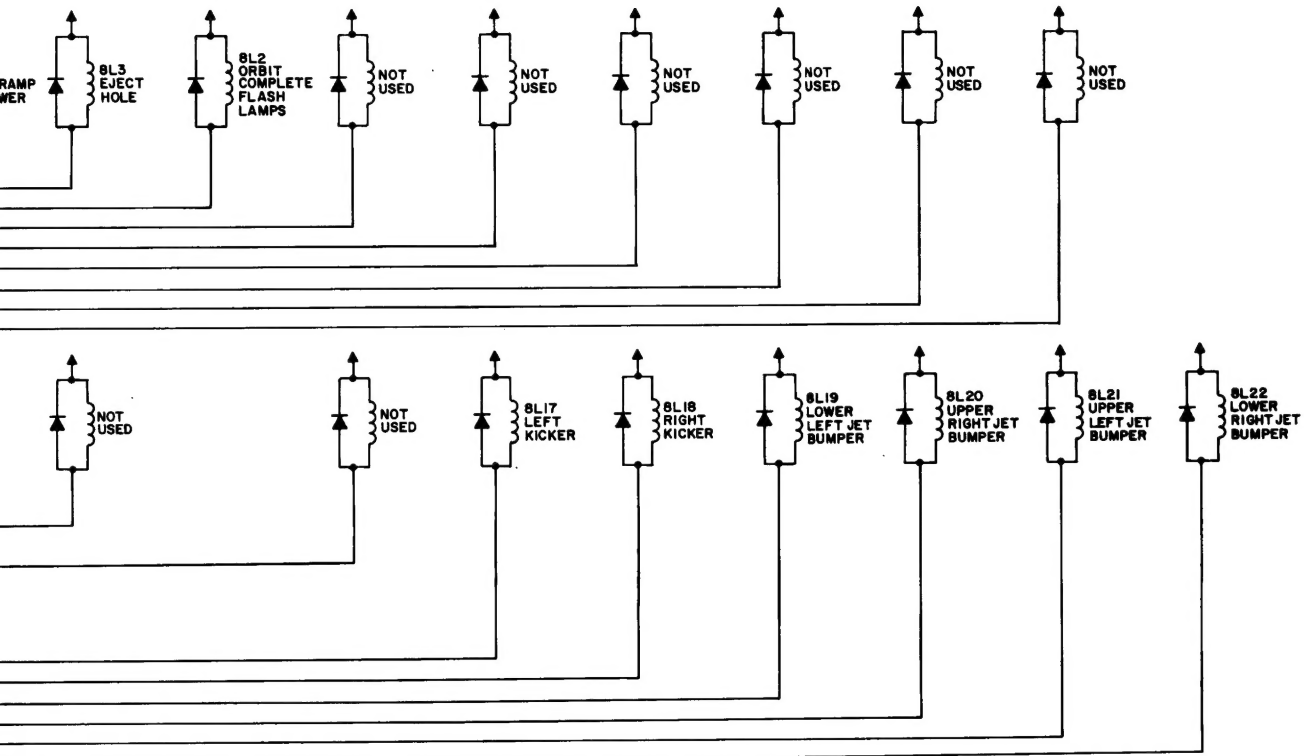 RAMP
WER
8L3
EJECT
HOLE
8L2
ORBIT
COMPLETE
FLASH
LAMPS
NOT
USED
NOT
USED
NOT
USED
NOT
USED
NOT
USED
NOT
USED
NOT
USED
NOT
USED
8L17
LEFT
KICKER
8L18
RIGHT
KICKER
8L19
LOWER
LEFT JET
BUMPER
8L20
UPPER
RIGHT JET
BUMPER
8L21
UPPER
LEFT JET
BUMPER
8L22
LOWER
RIGHT JET
BUMPER